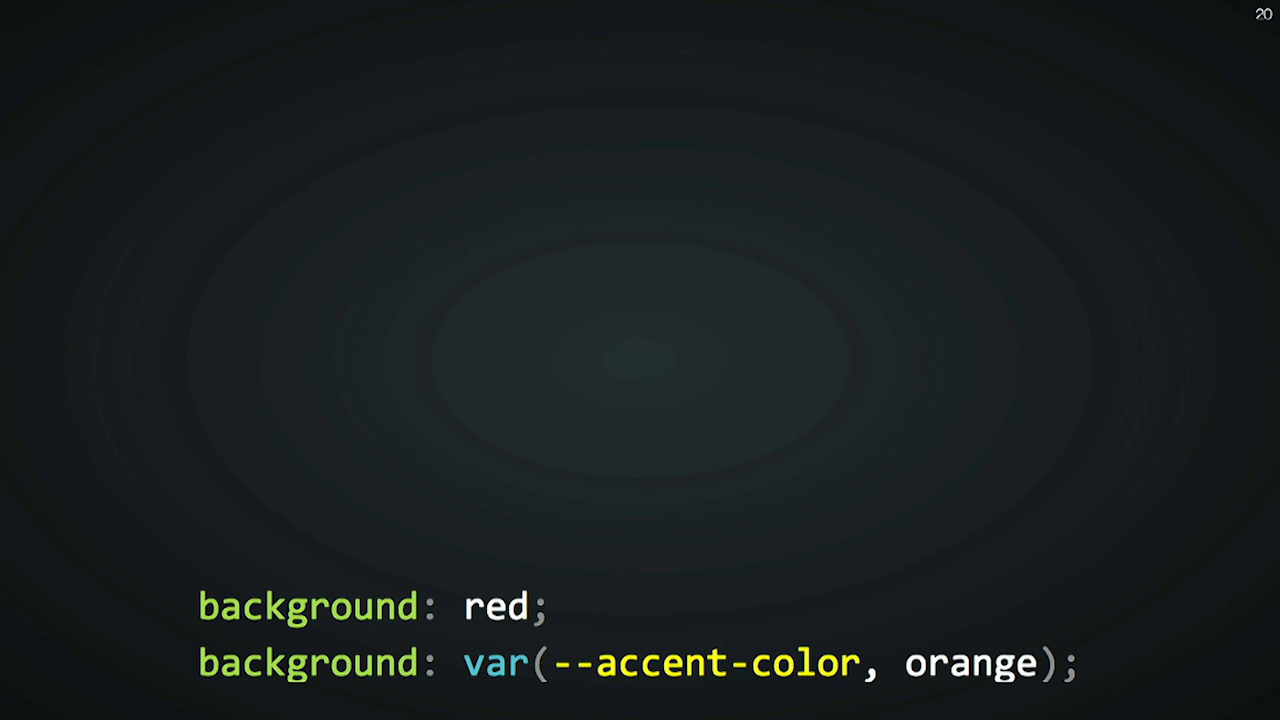 20
background: red;
background: var(--accent-color, orange);